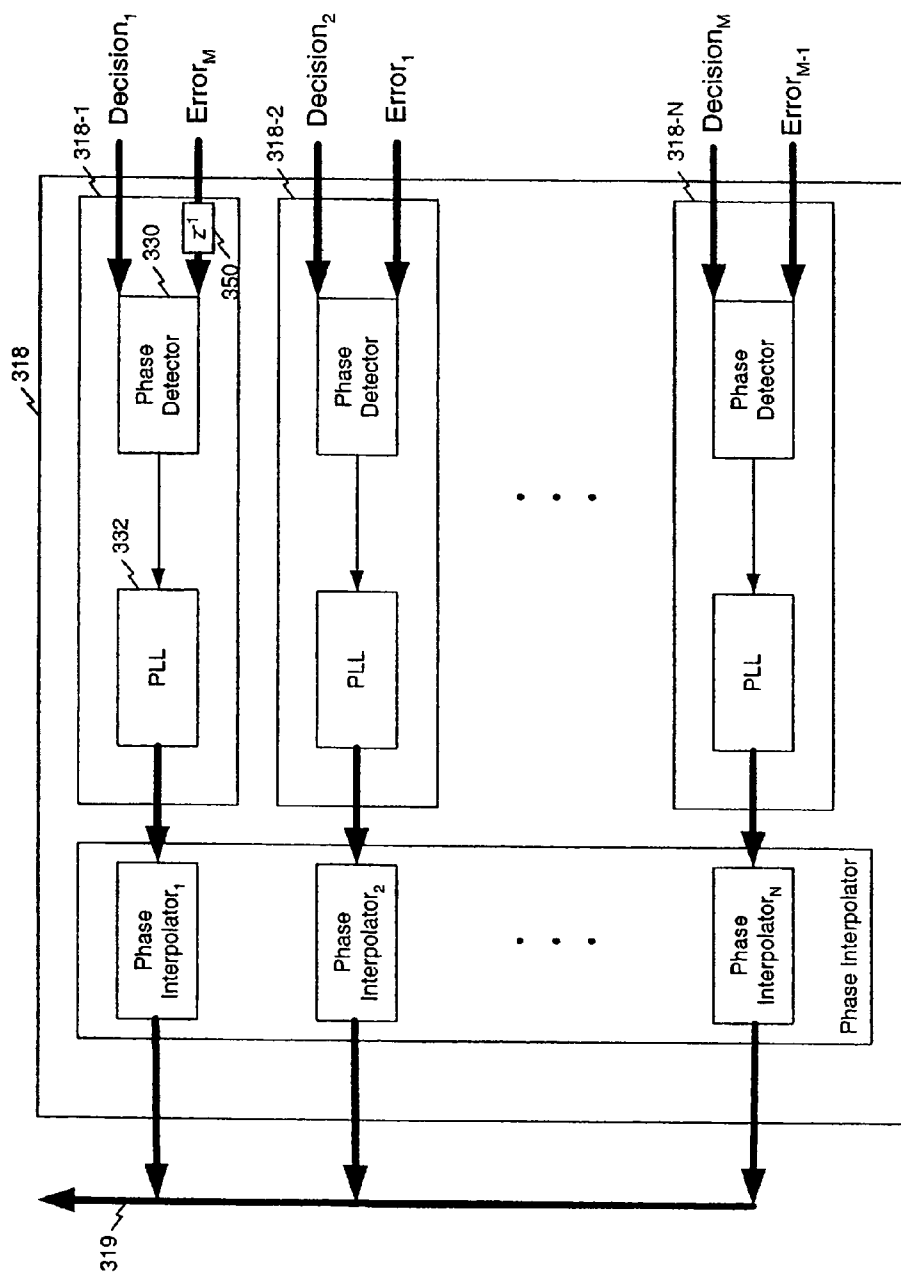 318
318-1
Decision1
330
332
PLL
Phase
Detector
z-1
350
ErrorM
Phase
Interpolator1
318-2
Decision2
PLL
Phase
Detector
Error1
Phase
Interpolator2
318-N
DecisionM
PLL
Phase
Detector
ErrorM-1
Phase
InterpolatorN
Phase Interpolator
319